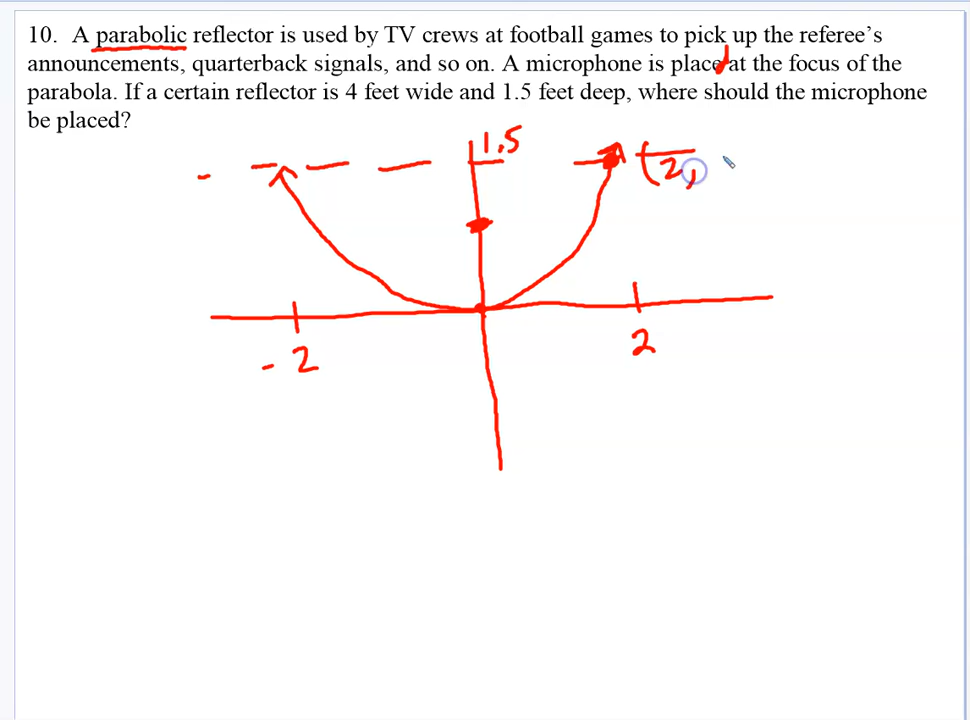 10. A parabolic reflector is used by TV crews at football games to pick up the referee's
announcements, quarterback signals, and so on. A microphone is placed at the focus of the
parabola. If a certain reflector is 4 feet wide and 1.5 feet deep, where should the microphone
be placed?
1.5
(2,
-2
2